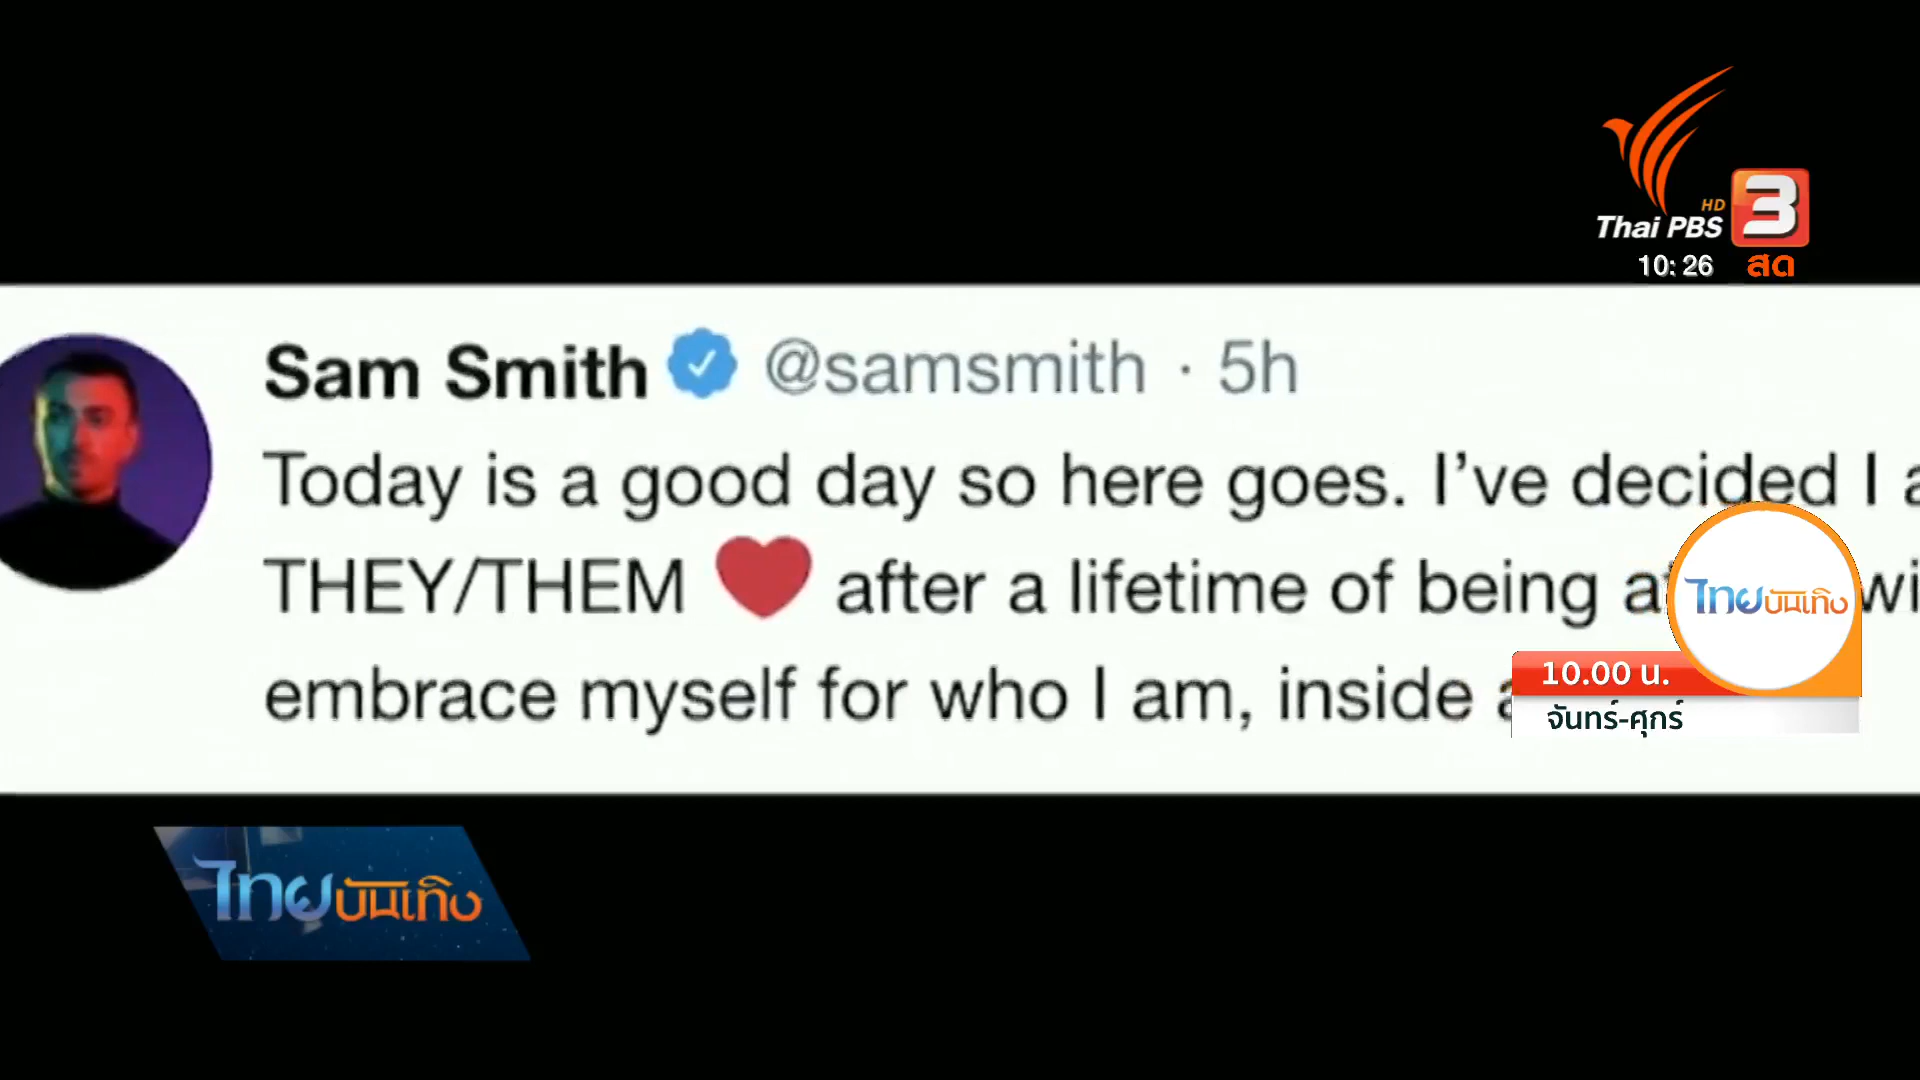 HD
Thai PBS 3
10:26 สด
Sam Smith @samsmith · 5h
Today is a good day so here goes. I’ve decided I
THEY/THEM ❤ after a lifetime of being
embrace myself for who I am, inside
ไทยบันเทิง
10.00 น.
จันทร์-ศุกร์
ไทยบันเทิง